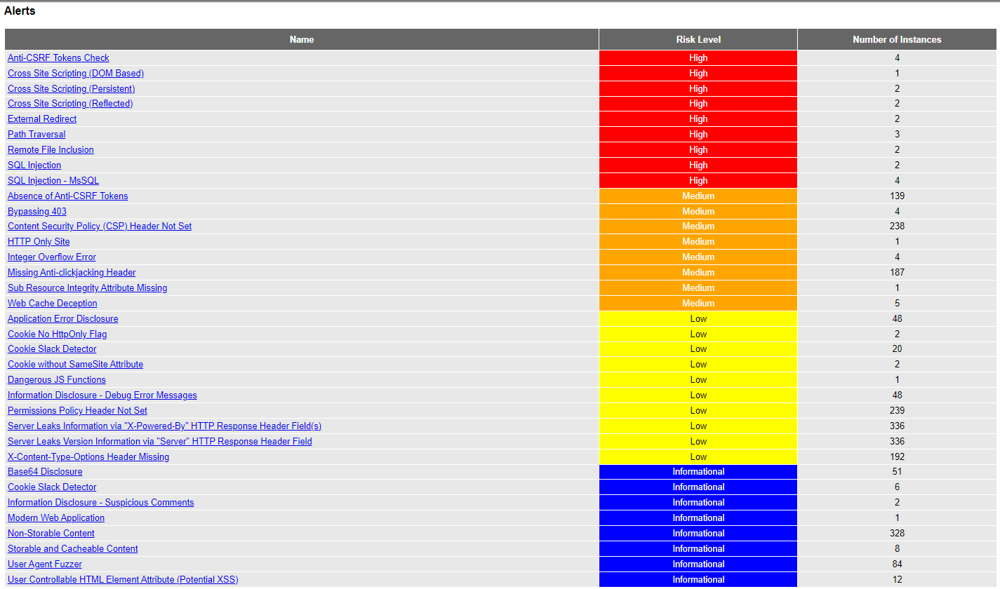 Alerts
Name Risk Level Number of Instances
Anti-CSRF Tokens Check High 4
Cross Site Scripting (DOM Based) High 1
Cross Site Scripting (Persistent) High 2
Cross Site Scripting (Reflected) High 2
External Redirect High 2
Path Traversal High 3
Remote File Inclusion High 2
SQL Injection High 2
SQL Injection - MsSQL High 4
Absence of Anti-CSRF Tokens Medium 139
Bypassing 403 Medium 4
Content Security Policy (CSP) Header Not Set Medium 238
HTTP Only Site Medium 1
Integer Overflow Error Medium 4
Missing Anti-clickjacking Header Medium 187
Sub Resource Integrity Attribute Missing Medium 1
Web Cache Deception Medium 5
Application Error Disclosure Low 48
Cookie No HttpOnly Flag Low 2
Cookie Slack Detector Low 20
Cookie without SameSite Attribute Low 2
Dangerous JS Functions Low 1
Information Disclosure - Debug Error Messages Low 48
Permissions Policy Header Not Set Low 239
Server Leaks Information via "X-Powered-By" HTTP Response Header Field(s) Low 336
Server Leaks Version Information via "Server" HTTP Response Header Field Low 336
X-Content-Type-Options Header Missing Low 192
Base64 Disclosure Informational 51
Cookie Slack Detector Informational 6
Information Disclosure - Suspicious Comments Informational 2
Modern Web Application Informational 1
Non-Storable Content Informational 328
Storable and Cacheable Content Informational 8
User Agent Fuzzer Informational 84
User Controllable HTML Element Attribute (Potential XSS) Informational 12